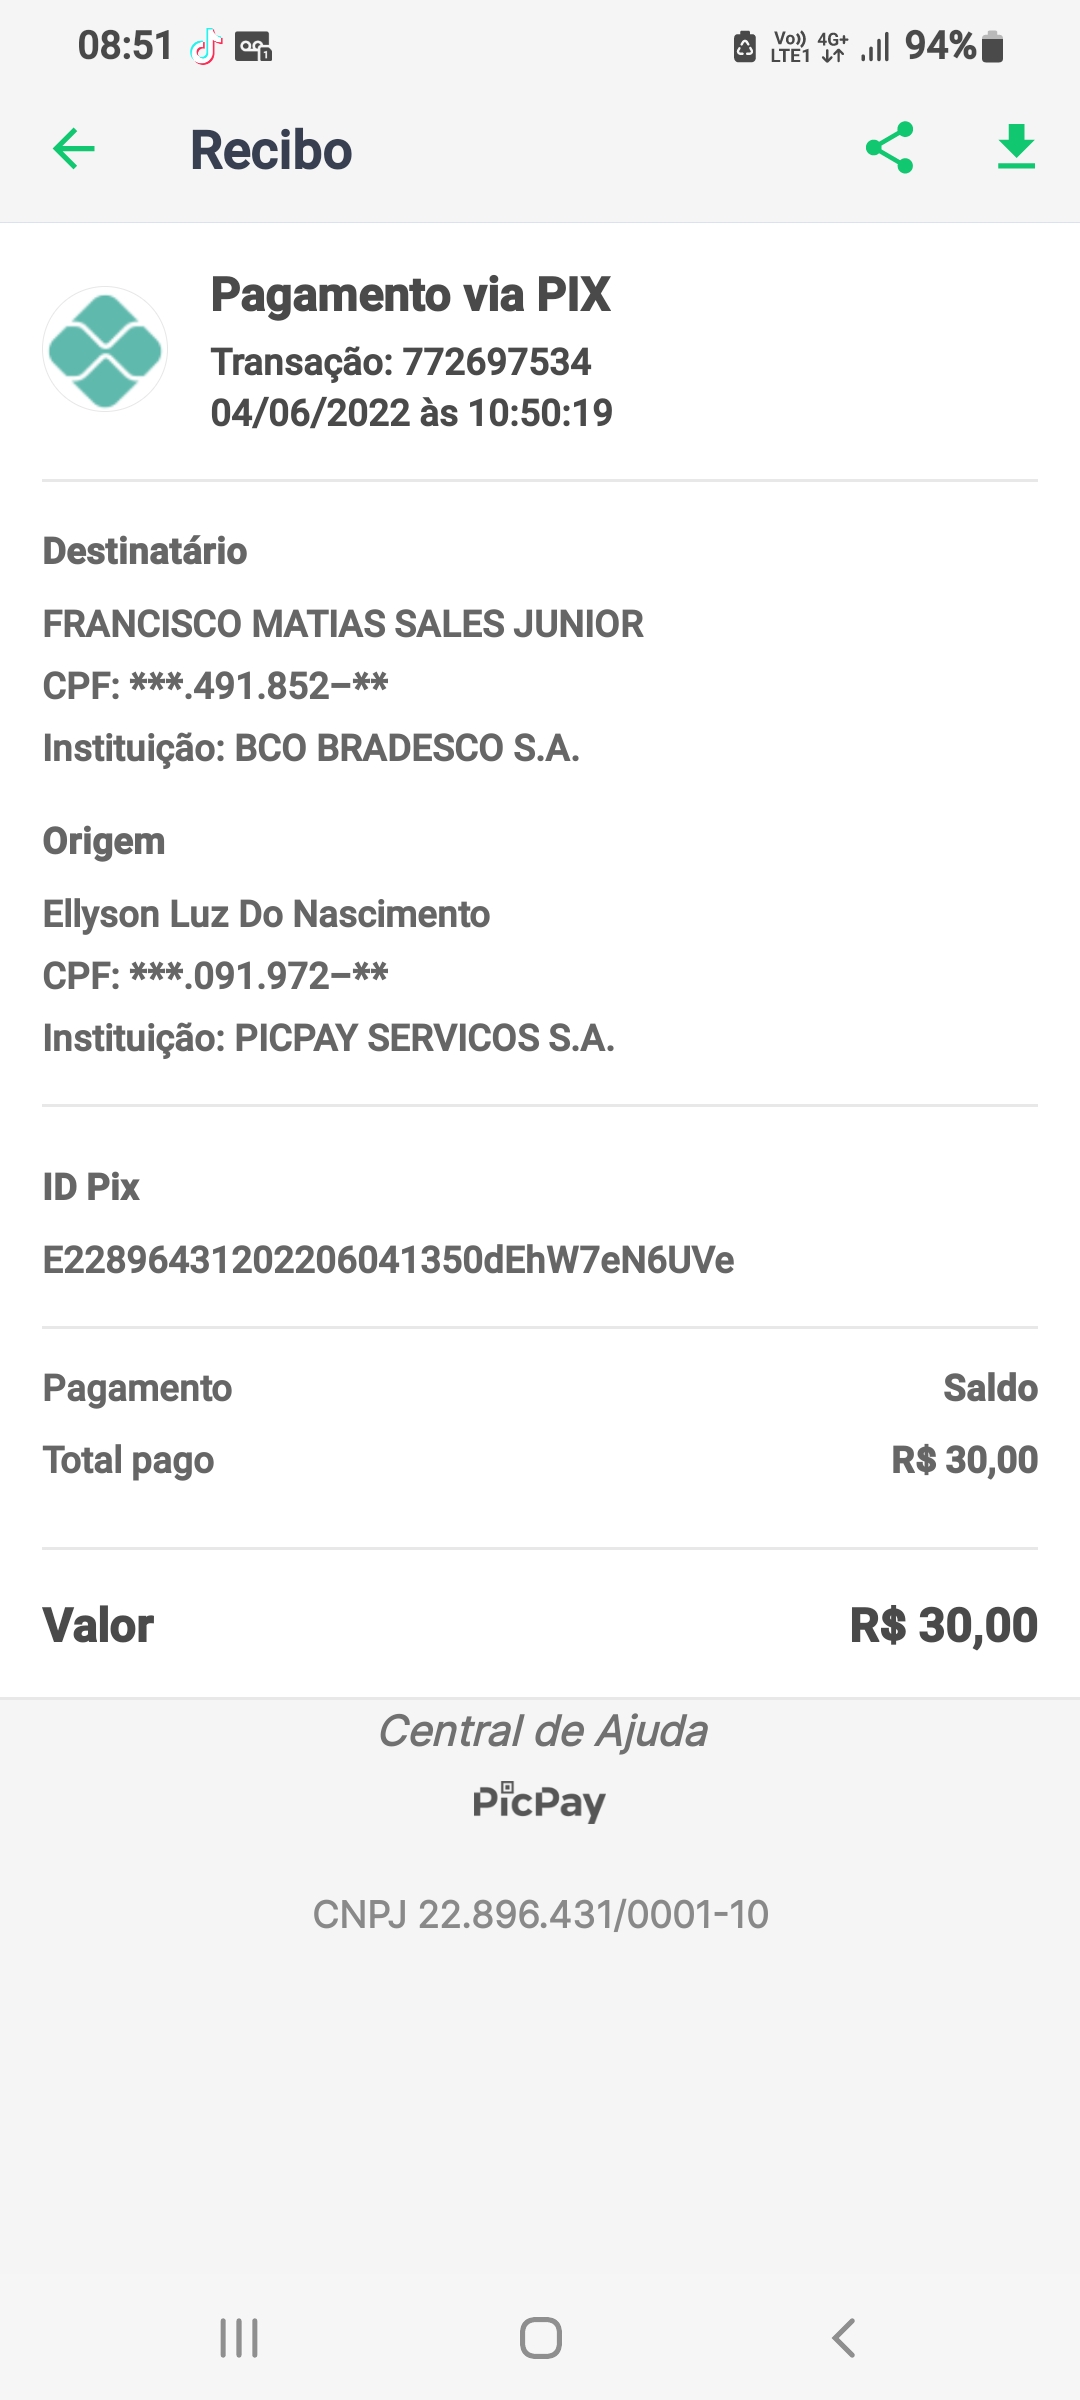 08:51
Vo)) LTE1 4G+ 94%
Recibo
Pagamento via PIX
Transação: 772697534
04/06/2022 às 10:50:19
Destinatário
FRANCISCO MATIAS SALES JUNIOR
CPF: ***.491.852–**
Instituição: BCO BRADESCO S.A.
Origem
Ellyson Luz Do Nascimento
CPF: ***.091.972–**
Instituição: PICPAY SERVICOS S.A.
ID Pix
E22896431202206041350dEhW7eN6UVe
Pagamento Saldo
Total pago R$ 30,00
Valor R$ 30,00
Central de Ajuda
PicPay
CNPJ 22.896.431/0001-10